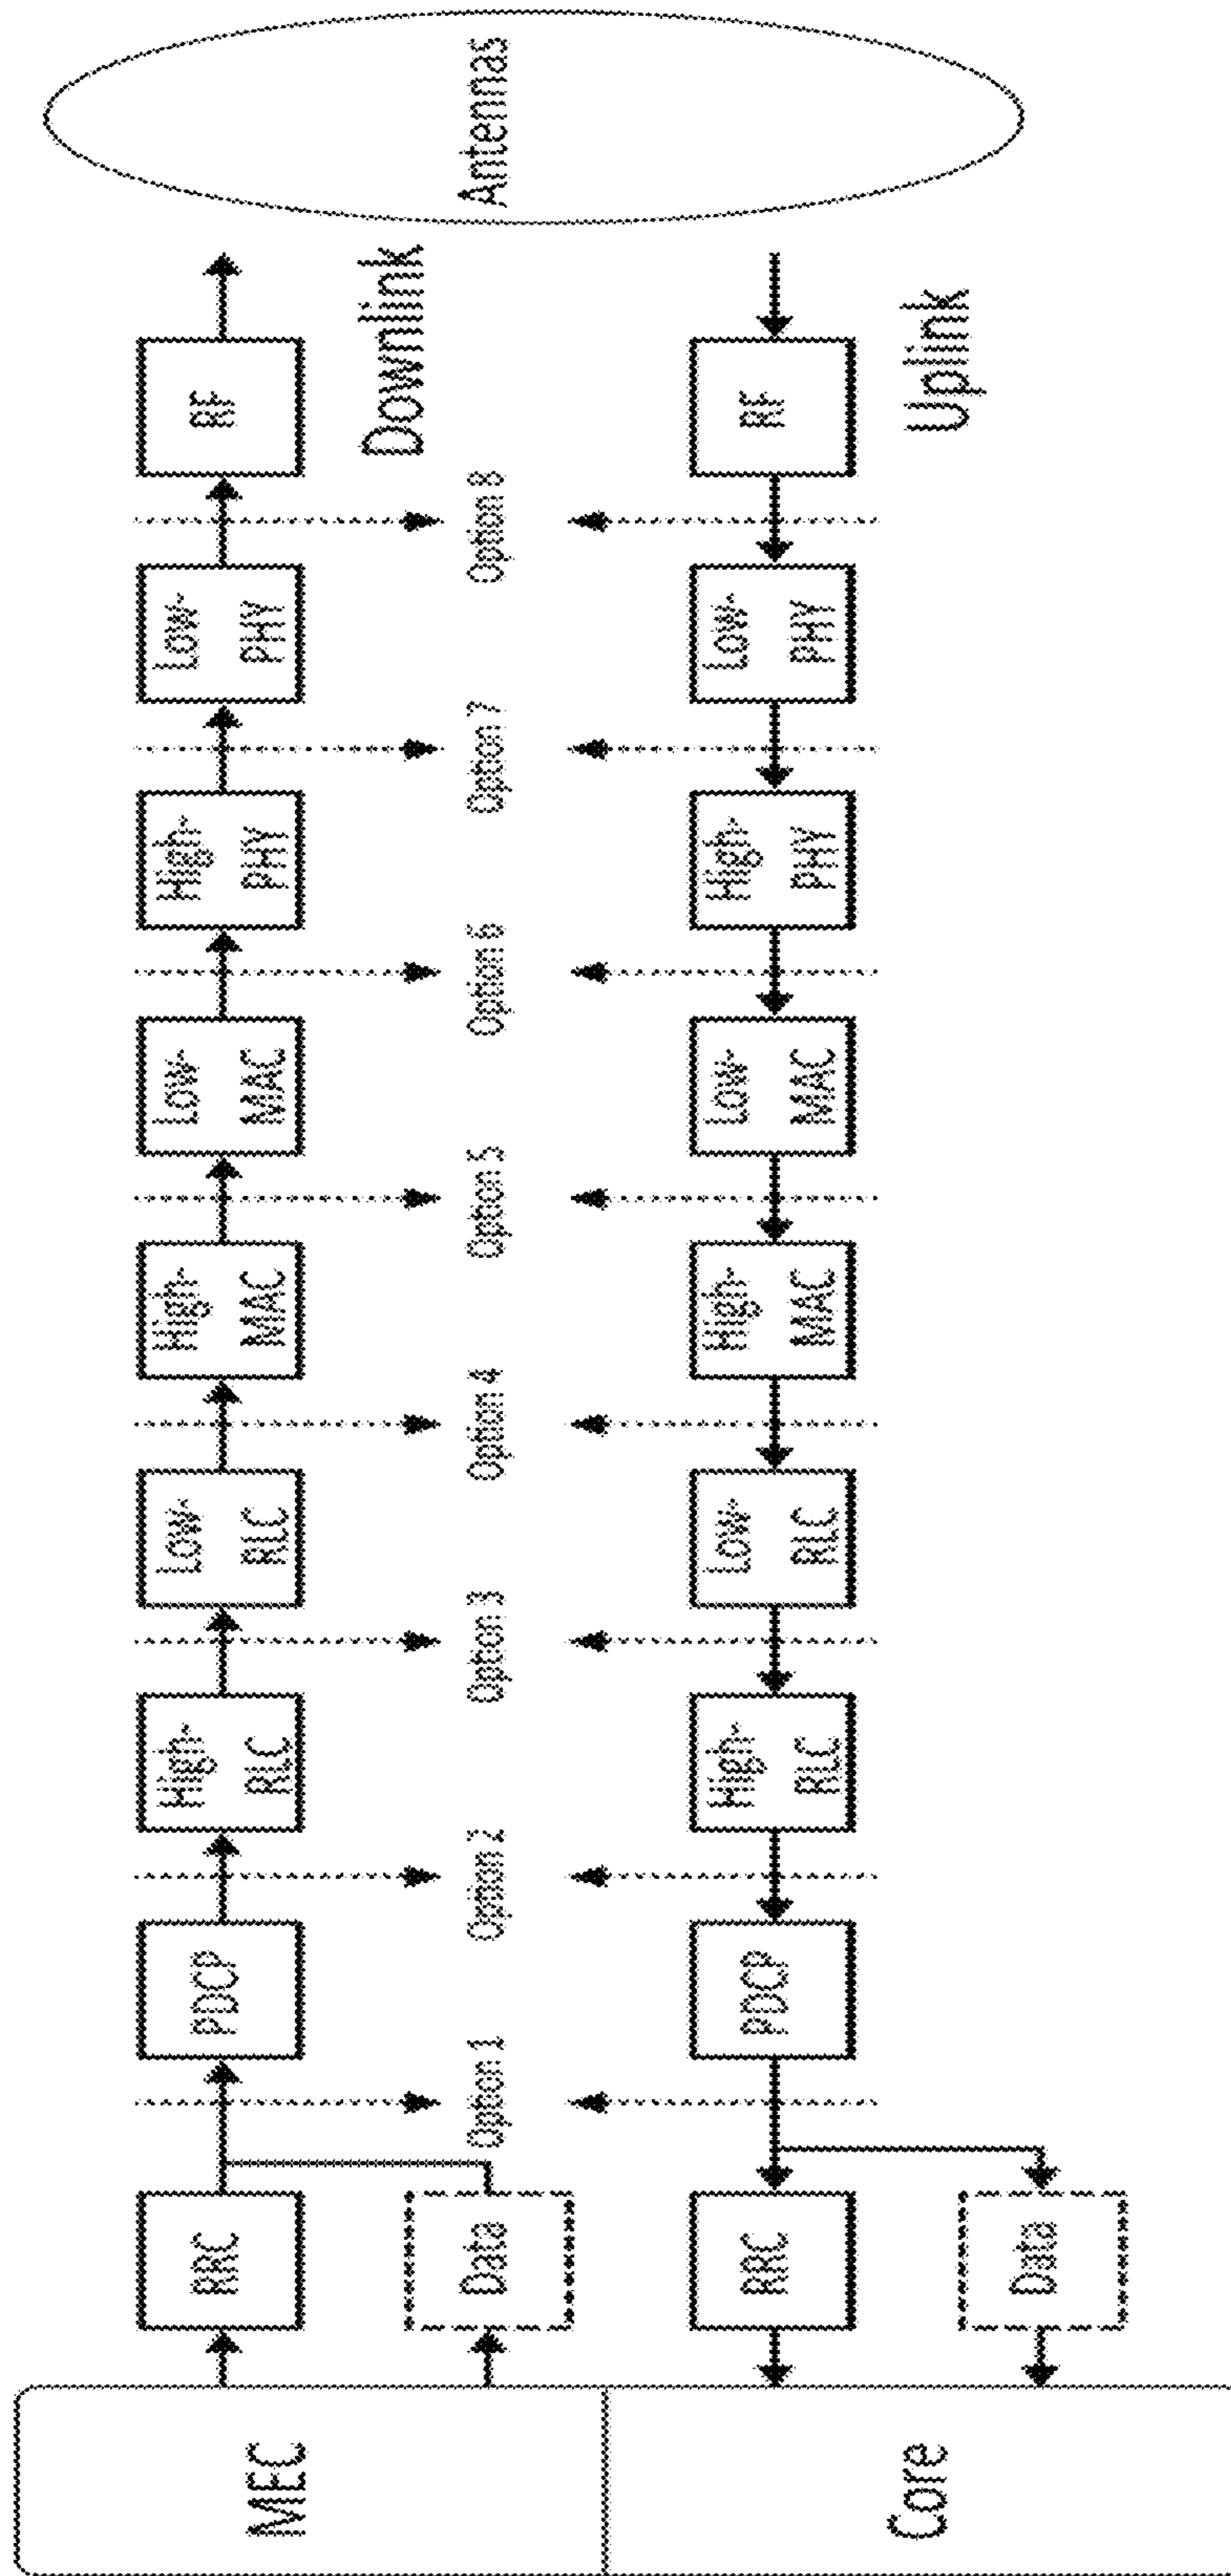 MEC
RRC
PDCP
High-
RLC
Low-
RLC
High-
MAC
Low-
MAC
High-
PHY
Low-
PHY
RF
Antennas
Data
Downlink
Option 1
Option 2
Option 3
Option 4
Option 5
Option 6
Option 7
Option 8
Core
RRC
PDCP
High-
RLC
Low-
RLC
High-
MAC
Low-
MAC
High-
PHY
Low-
PHY
RF
Data
Uplink